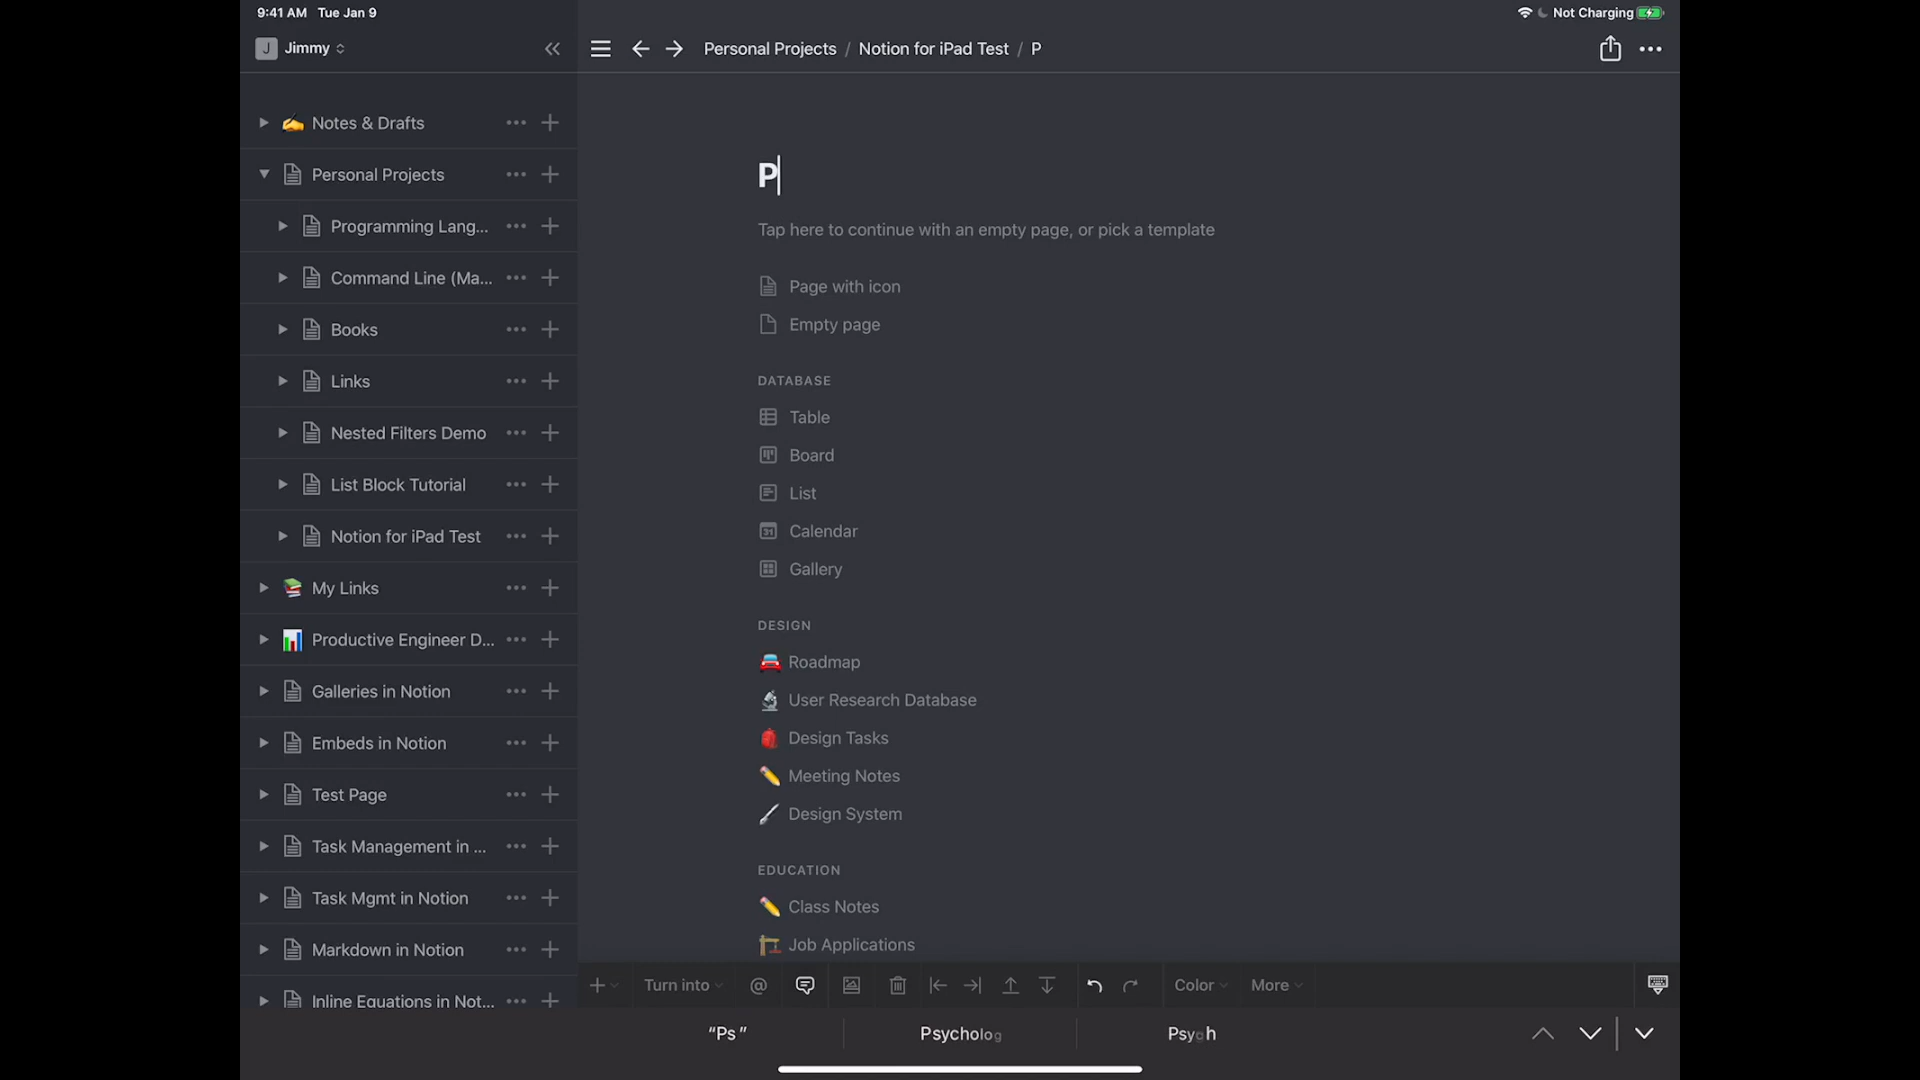 9:41 AM Tue Jan 9
Not Charging
J Jimmy
Personal Projects / Notion for iPad Test / P
Notes & Drafts
Personal Projects
Programming Lang...
Command Line (Ma...
Books
Links
Nested Filters Demo
List Block Tutorial
Notion for iPad Test
My Links
Productive Engineer D...
Galleries in Notion
Embeds in Notion
Test Page
Task Management in ...
Task Mgmt in Notion
Markdown in Notion
Inline Equations in Not...
P
Tap here to continue with an empty page, or pick a template
Page with icon
Empty page
DATABASE
Table
Board
List
31 Calendar
Gallery
DESIGN
Roadmap
User Research Database
Design Tasks
Meeting Notes
Design System
EDUCATION
Class Notes
Job Applications
Turn into @ Color More
“Ps”
Psycholog